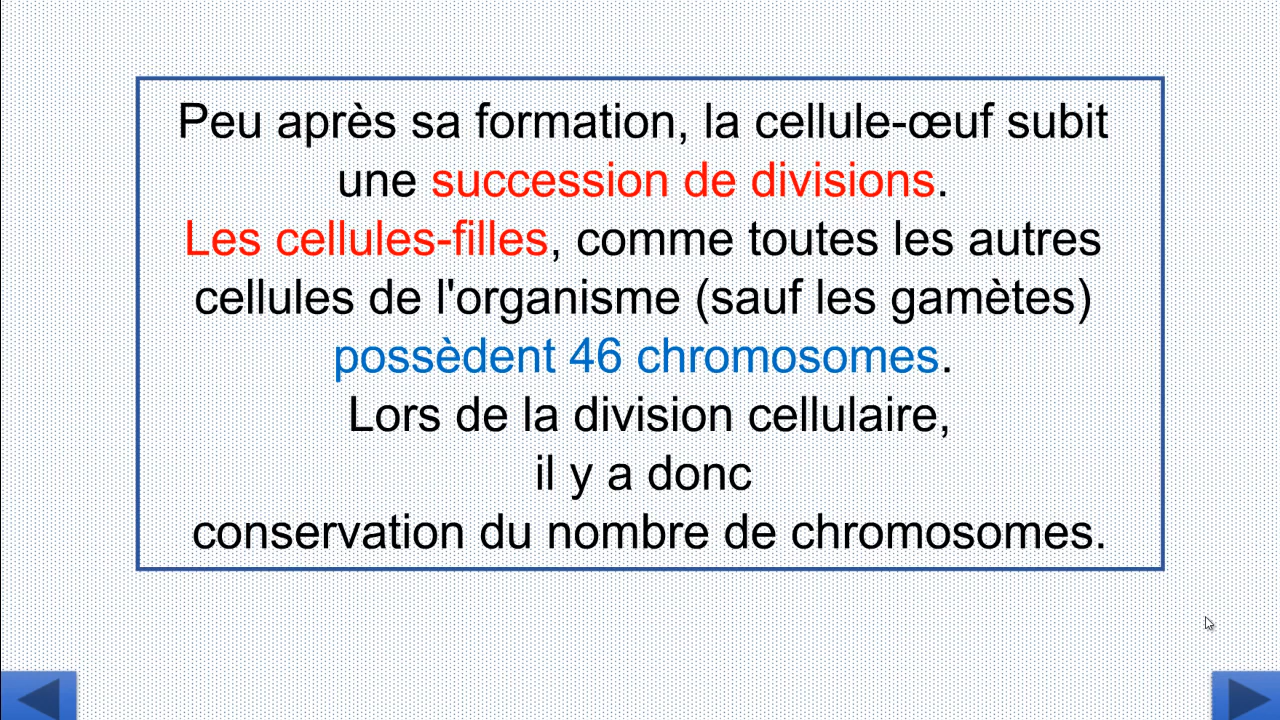 Peu après sa formation, la cellule-œuf subit
une succession de divisions.
Les cellules-filles, comme toutes les autres
cellules de l'organisme (sauf les gamètes)
possèdent 46 chromosomes.
Lors de la division cellulaire,
il y a donc
conservation du nombre de chromosomes.